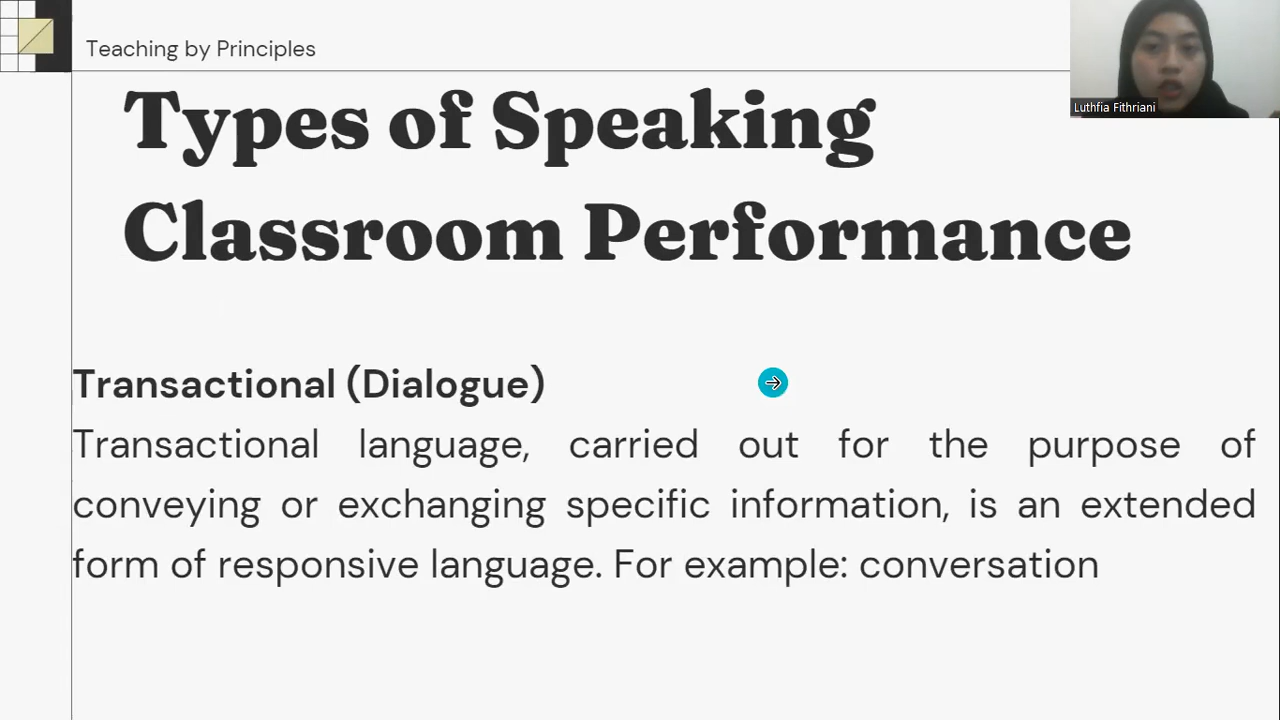 Teaching by Principles
Luthfia Fithriani
Types of Speaking
Classroom Performance
Transactional (Dialogue)
Transactional language, carried out for the purpose of
conveying or exchanging specific information, is an extended
form of responsive language. For example: conversation